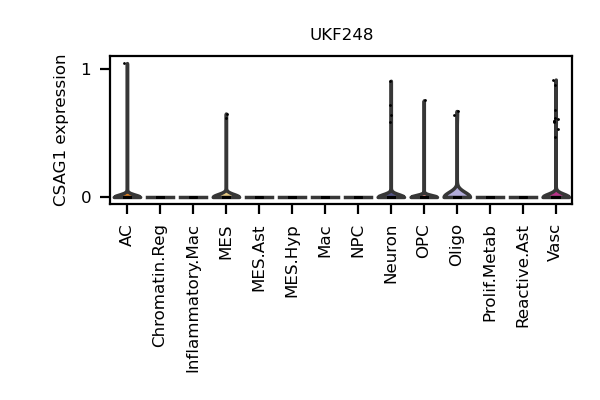 UKF248
CSAG1 expression
1
0
AC
Chromatin.Reg
Inflammatory.Mac
MES
MES.Ast
MES.Hyp
Mac
NPC
Neuron
OPC
Oligo
Prolif.Metab
Reactive.Ast
Vasc